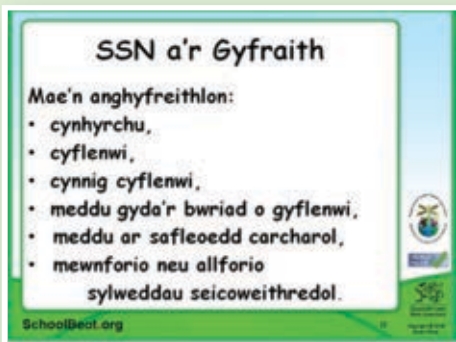 SSN a'r Gyfraith
Mae'n anghyfreithlon:
• cynhyrchu,
• cyflenwi,
• cynnig cyflenwi,
• meddu gyda'r bwriad o gyflenwi,
• meddu ar safleoedd carcharol,
• mewnforio neu allforio
sylweddau seicoweithredol.
SchoolBeat.org